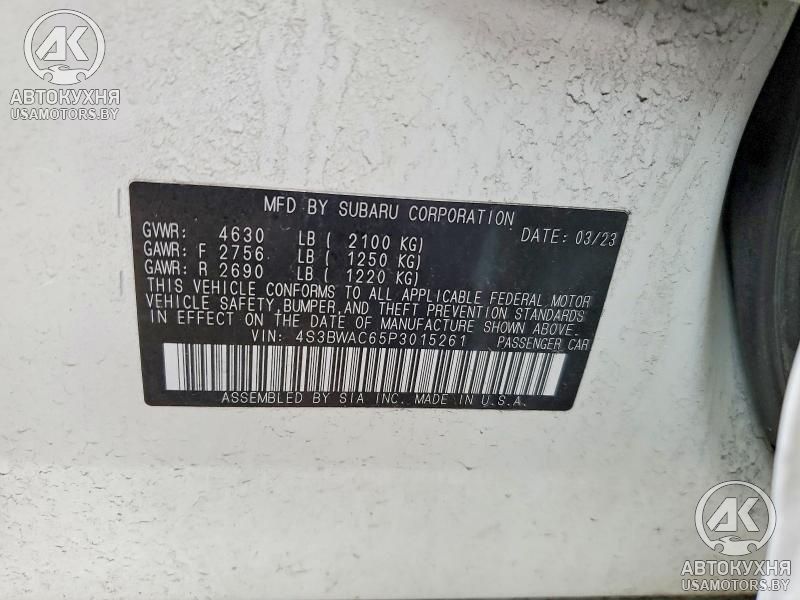 AK
АВТОКУХНЯ
USAMOTORS.BY
MFD BY SUBARU CORPORATION
GVWR: 4630 LB ( 2100 KG) DATE: 03/23
GAWR: F 2756 LB ( 1250 KG)
GAWR: R 2690 LB ( 1220 KG)
THIS VEHICLE CONFORMS TO ALL APPLICABLE FEDERAL MOTOR
VEHICLE SAFETY, BUMPER, AND THEFT PREVENTION STANDARDS
IN EFFECT ON THE DATE OF MANUFACTURE SHOWN ABOVE.
VIN: 4S3BWAC65P3015261 PASSENGER CAR
ASSEMBLED BY SIA INC. MADE IN U.S.A.
AK
АВТОКУХНЯ
USAMOTORS.BY